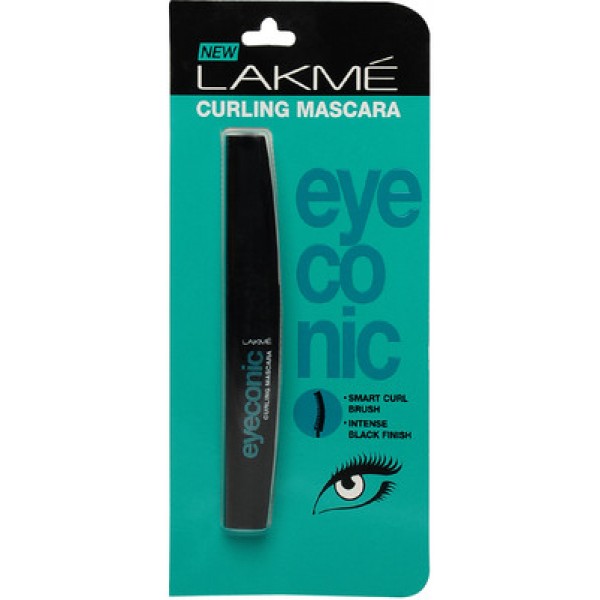 NEW
LAKMÉ
CURLING MASCARA
eye
co
nic
• SMART CURL
BRUSH
• INTENSE
BLACK FINISH
LAKMÉ
eyeconic
CURLING MASCARA